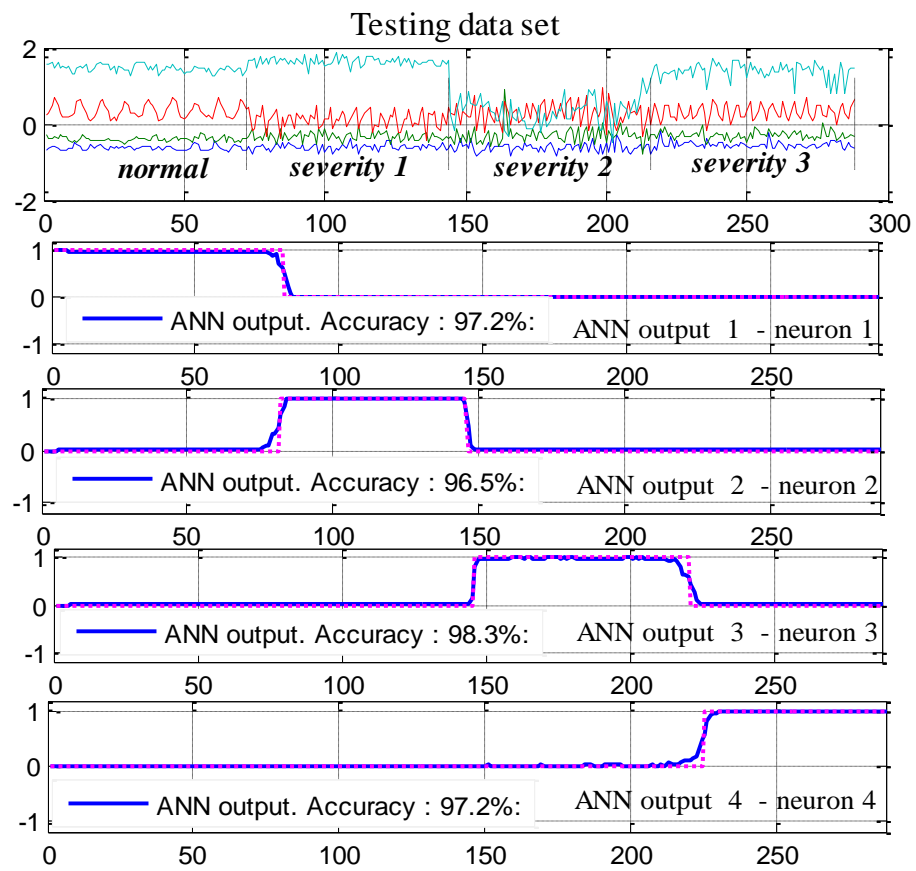 Testing data set
2
0
-2
normal severity 1 severity 2 severity 3
0 50 100 150 200 250 300
1
0
-1
ANN output. Accuracy : 97.2%:
ANN output 1 - neuron 1
0 50 100 150 200 250
1
0
-1
ANN output. Accuracy : 96.5%:
ANN output 2 - neuron 2
0 50 100 150 200 250
1
0
-1
ANN output. Accuracy : 98.3%:
ANN output 3 - neuron 3
0 50 100 150 200 250
1
0
-1
ANN output. Accuracy : 97.2%:
ANN output 4 - neuron 4
0 50 100 150 200 250